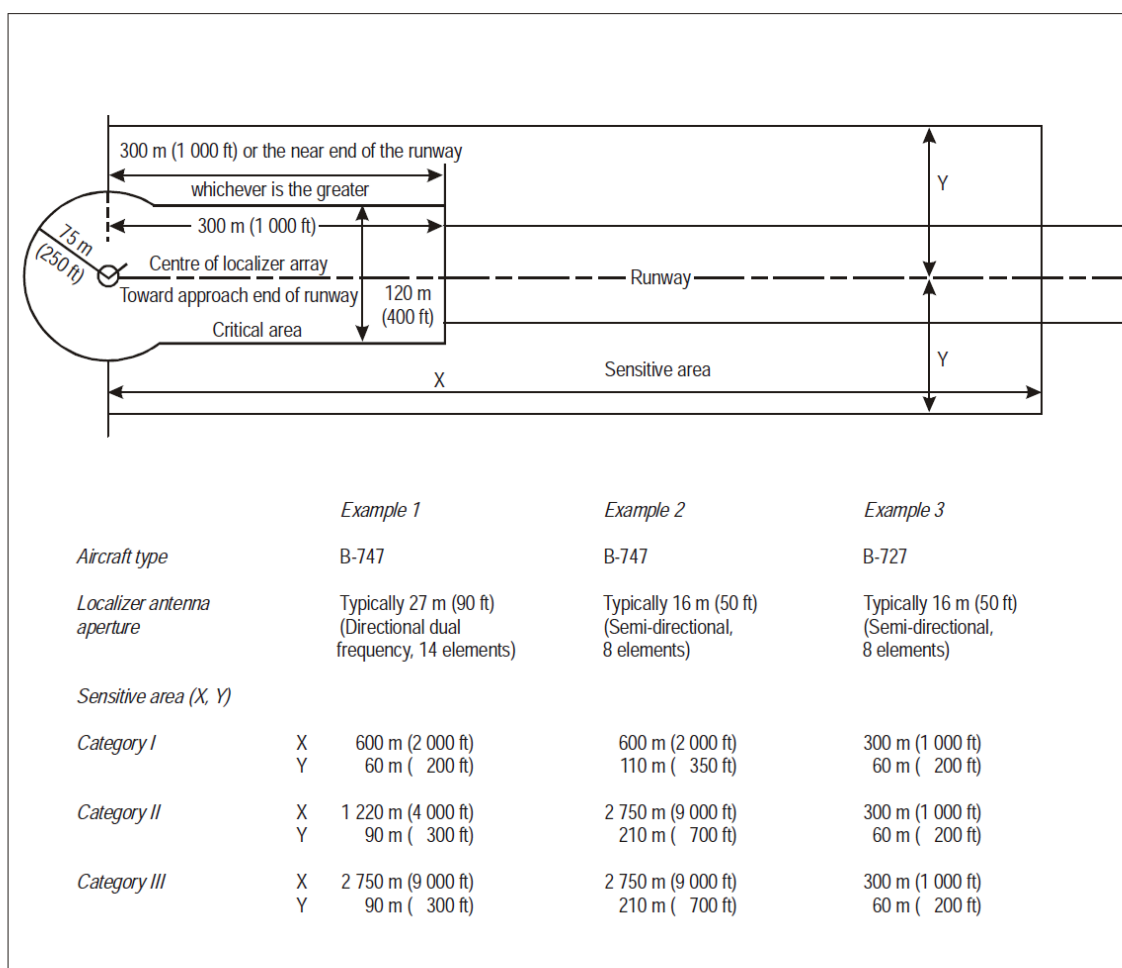 300 m (1 000 ft) or the near end of the runway
whichever is the greater
Y
300 m (1 000 ft)
75 m
(250 ft)
Centre of localizer array
Runway
Toward approach end of runway
120 m
(400 ft)
Critical area
Y
Sensitive area
X
Example 1 Example 2 Example 3
Aircraft type B-747 B-747 B-727
Localizer antenna Typically 27 m (90 ft) Typically 16 m (50 ft) Typically 16 m (50 ft)
aperture (Directional dual (Semi-directional, (Semi-directional,
frequency, 14 elements) 8 elements) 8 elements)
Sensitive area (X, Y)
Category I X 600 m (2 000 ft) 600 m (2 000 ft) 300 m (1 000 ft)
Y 60 m ( 200 ft) 110 m ( 350 ft) 60 m ( 200 ft)
Category II X 1 220 m (4 000 ft) 2 750 m (9 000 ft) 300 m (1 000 ft)
Y 90 m ( 300 ft) 210 m ( 700 ft) 60 m ( 200 ft)
Category III X 2 750 m (9 000 ft) 2 750 m (9 000 ft) 300 m (1 000 ft)
Y 90 m ( 300 ft) 210 m ( 700 ft) 60 m ( 200 ft)